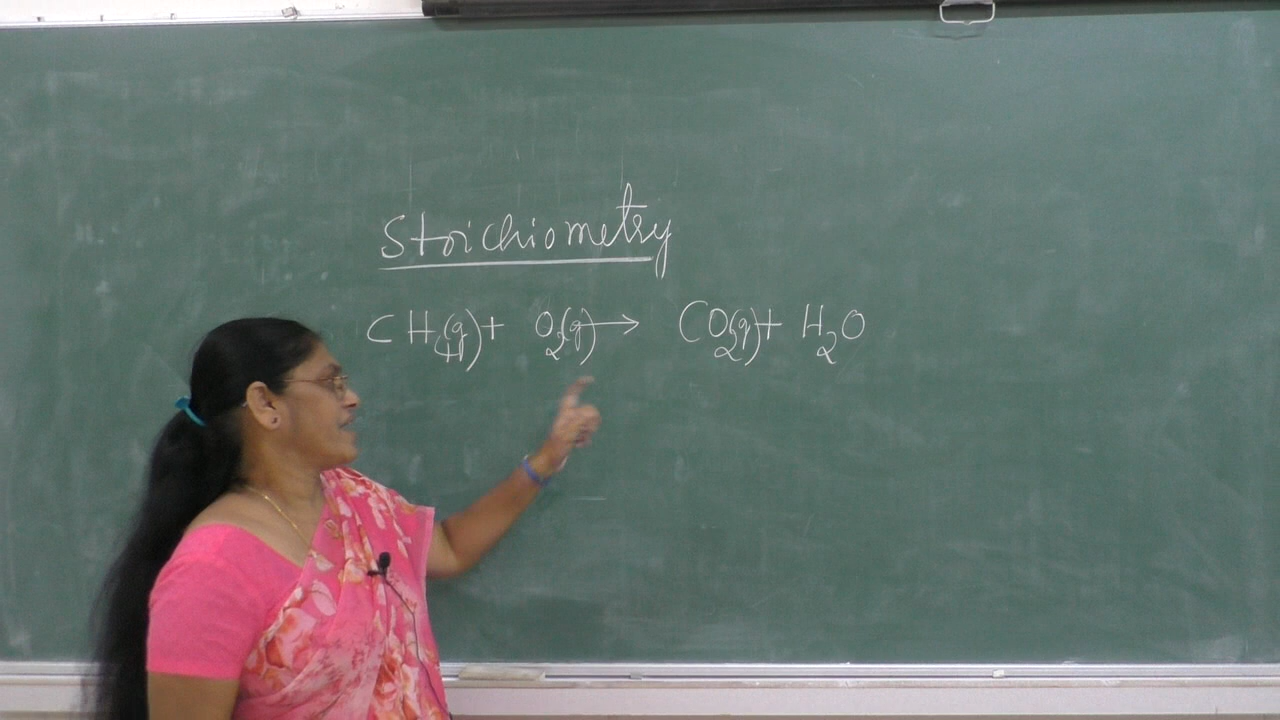 Stoichiometry
CH₄(g) + O₂(g) → CO₂(g) + H₂O